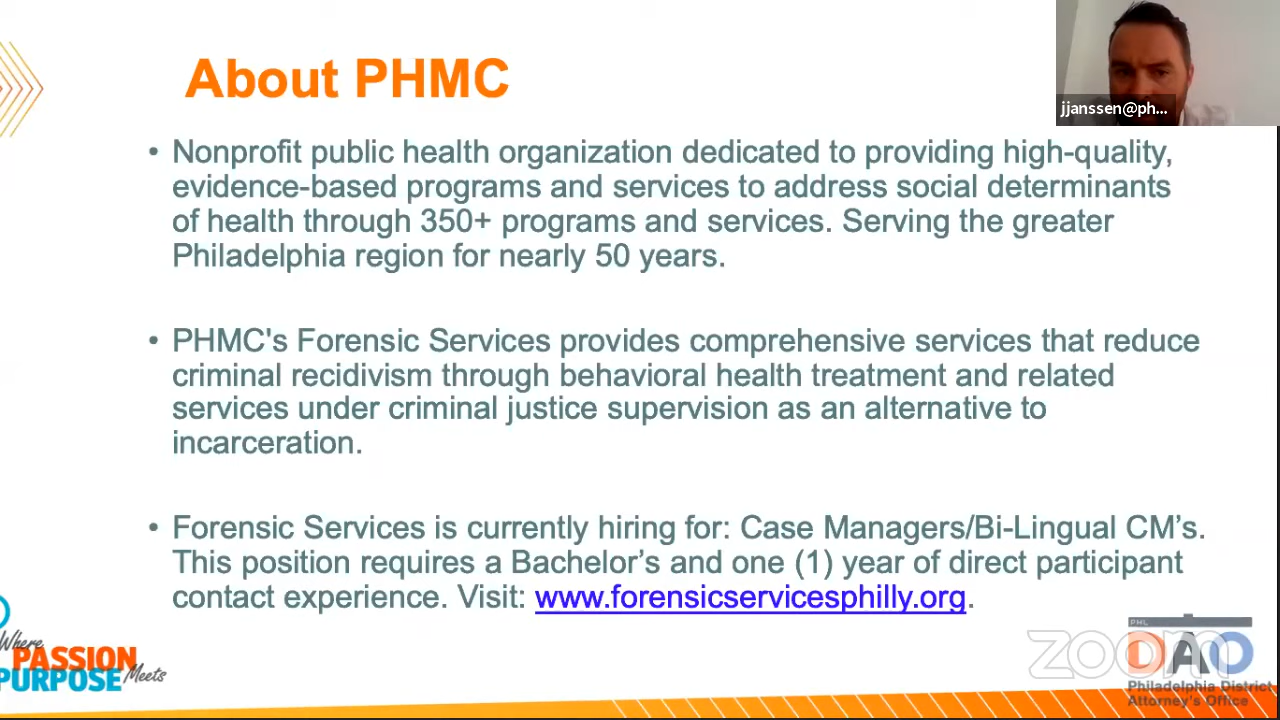 About PHMC
jjanssen@ph...
• Nonprofit public health organization dedicated to providing high-quality,
evidence-based programs and services to address social determinants
of health through 350+ programs and services. Serving the greater
Philadelphia region for nearly 50 years.
• PHMC's Forensic Services provides comprehensive services that reduce
criminal recidivism through behavioral health treatment and related
services under criminal justice supervision as an alternative to
incarceration.
• Forensic Services is currently hiring for: Case Managers/Bi-Lingual CM’s.
This position requires a Bachelor’s and one (1) year of direct participant
contact experience. Visit: www.forensicservicesphilly.org.
Where
PASSION
Meets
PURPOSE
zoom
PHL
DAO
Philadelphia District
Attorney's Office